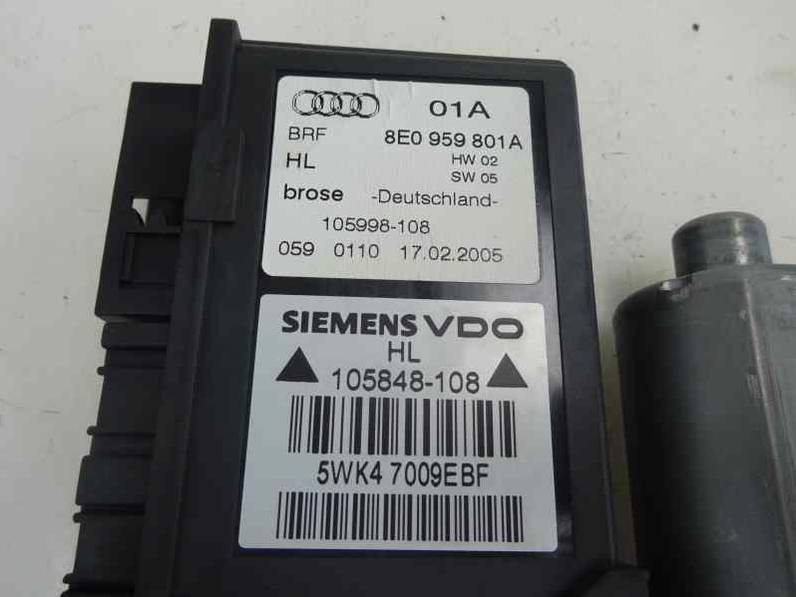 01A
BRF 8E0 959 801A
HL HW 02
SW 05
brose -Deutschland-
105998-108
059 0110 17.02.2005
SIEMENS VDO
HL
105848-108
5WK4 7009EBF